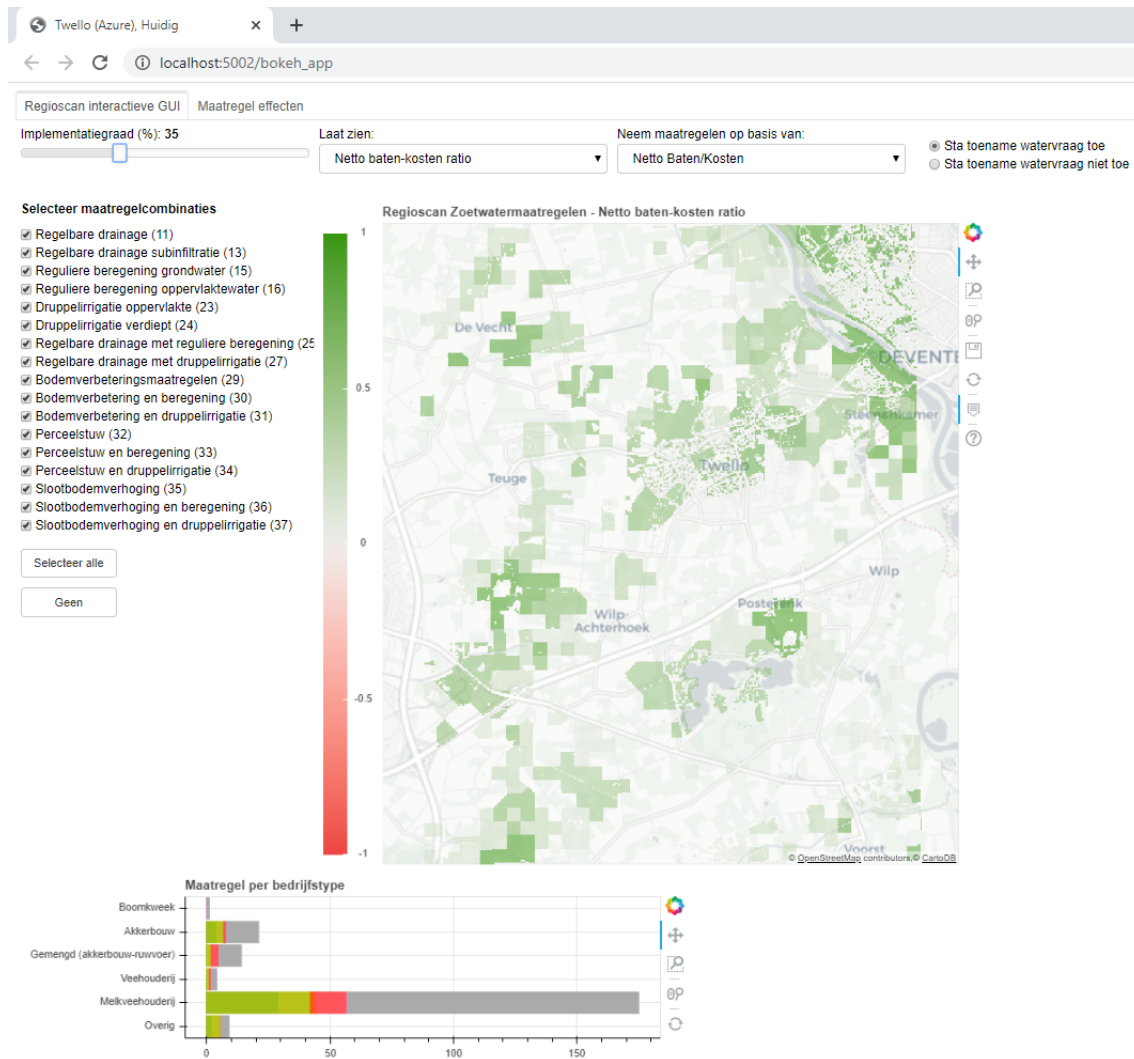 Twello (Azure), Huidig
localhost:5002/bokeh_app
Regioscan interactieve GUI
Maatregel effecten
Implementatiegraad (%): 35
Laat zien:
Netto baten-kosten ratio
Neem maatregelen op basis van:
Netto Baten/Kosten
Sta toename watervraag toe
Sta toename watervraag niet toe
Selecteer maatregelcombinaties
Regelbare drainage (11)
Regelbare drainage subinfiltratie (13)
Reguliere beregening grondwater (15)
Reguliere beregening oppervlaktewater (16)
Druppelirrigatie oppervlakte (23)
Druppelirrigatie verdiept (24)
Regelbare drainage met reguliere beregening (25
Regelbare drainage met druppelirrigatie (27)
Bodemverbeteringsmaatregelen (29)
Bodemverbetering en beregening (30)
Bodemverbetering en druppelirrigatie (31)
Perceelstuw (32)
Perceelstuw en beregening (33)
Perceelstuw en druppelirrigatie (34)
Slootbodemverhoging (35)
Slootbodemverhoging en beregening (36)
Slootbodemverhoging en druppelirrigatie (37)
Selecteer alle
Geen
Regioscan Zoetwatermaatregelen - Netto baten-kosten ratio
1
0.5
0
-0.5
-1
De Vecht
DEVENTE
Steenenkamer
Twello
Teuge
Wilp
Posterenk
Wilp-
Achterhoek
Voorst
© OpenStreetMap contributors,© CartoDB
Maatregel per bedrijfstype
Boomkweek
Akkerbouw
Gemengd (akkerbouw-ruwvoer)
Veehouderij
Melkveehouderij
Overig
0
50
100
150